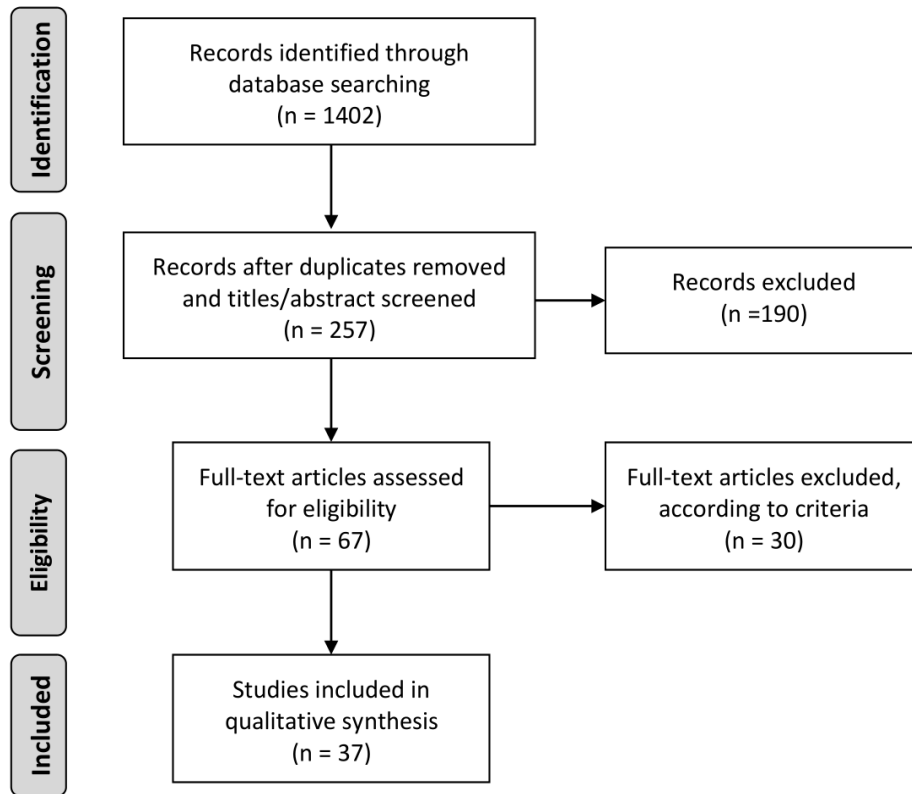 Identification
Records identified through
database searching
(n = 1402)
Screening
Records after duplicates removed
and titles/abstract screened
(n = 257)
Records excluded
(n =190)
Eligibility
Full-text articles assessed
for eligibility
(n = 67)
Full-text articles excluded,
according to criteria
(n = 30)
Included
Studies included in
qualitative synthesis
(n = 37)